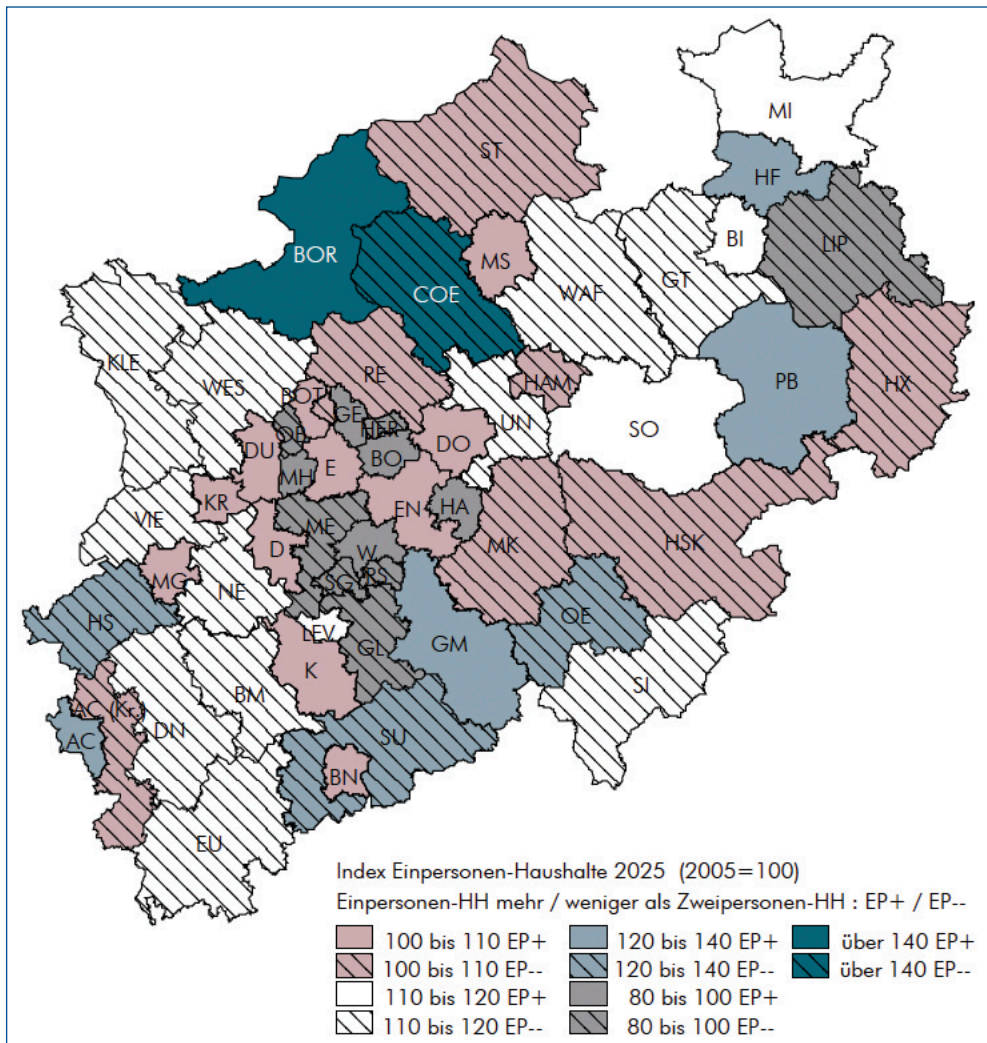 MI
ST
HF
BI
LIP
BOR
MS
COE
WAF
GT
KLE
RE
HAM
PB
HX
WES
BOT
GE
HER
UN
SO
OB
DO
DU
BO
MH
E
KR
EN
HA
VIE
ME
HSK
D
W
MK
MG
NE
SG
RS
HS
LEV
OE
K
GL
GM
SI
BM
AC (Kr.)
DN
AC
SU
BN
EU
Index Einpersonen-Haushalte 2025 (2005=100)
Einpersonen-HH mehr / weniger als Zweipersonen-HH : EP+ / EP--
100 bis 110 EP+ 120 bis 140 EP+ über 140 EP+
100 bis 110 EP-- 120 bis 140 EP-- über 140 EP--
110 bis 120 EP+ 80 bis 100 EP+
110 bis 120 EP-- 80 bis 100 EP--